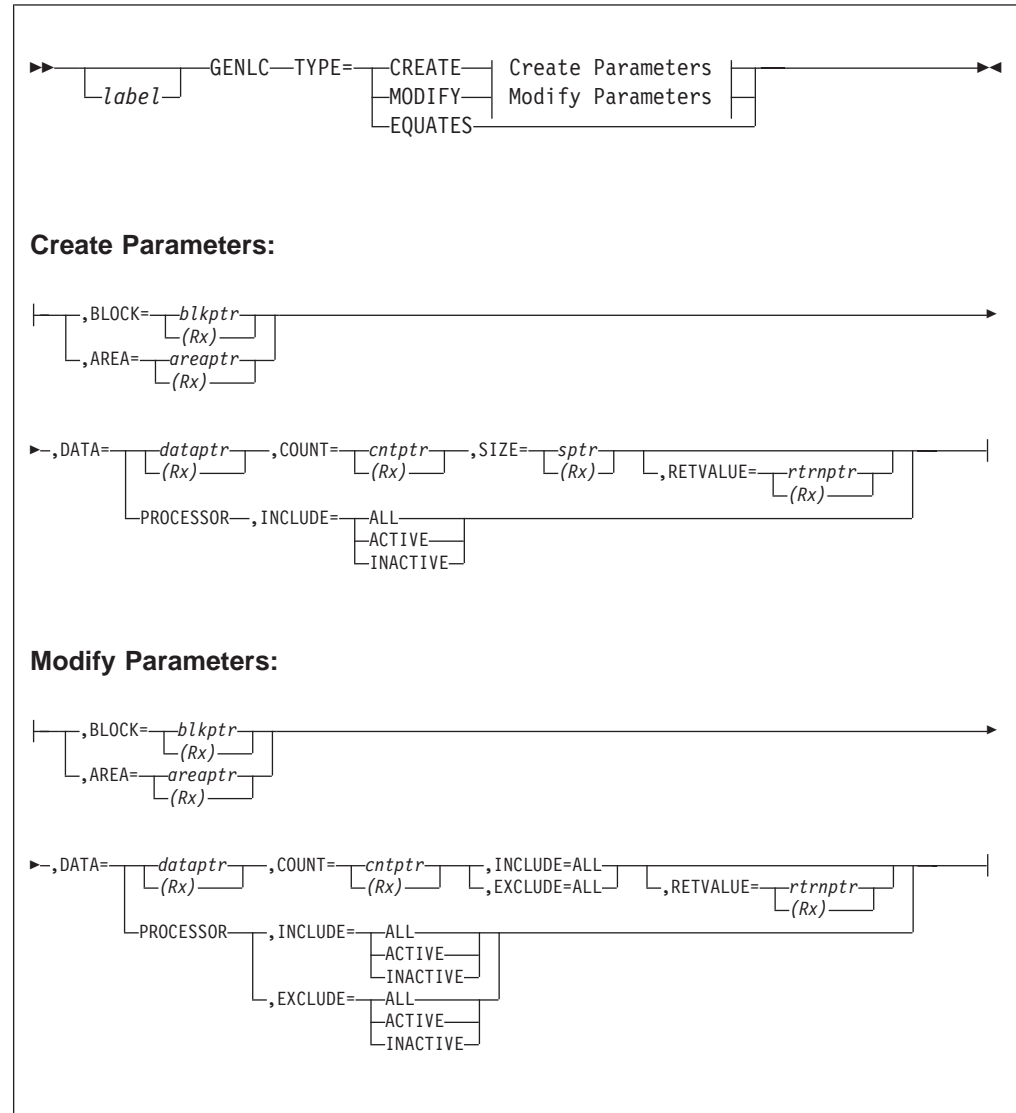 GENLC TYPE= CREATE Create Parameters
label MODIFY Modify Parameters
EQUATES
Create Parameters:
,BLOCK= blkptr
(Rx)
,AREA= areaptr
(Rx)
,DATA= dataptr ,COUNT= cntptr ,SIZE= sptr
(Rx) (Rx) (Rx) ,RETVALUE= rtrnptr
(Rx)
PROCESSOR ,INCLUDE= ALL
ACTIVE
INACTIVE
Modify Parameters:
,BLOCK= blkptr
(Rx)
,AREA= areaptr
(Rx)
,DATA= dataptr ,COUNT= cntptr ,INCLUDE=ALL
(Rx) (Rx) ,EXCLUDE=ALL ,RETVALUE= rtrnptr
(Rx)
PROCESSOR ,INCLUDE= ALL
ACTIVE
INACTIVE
,EXCLUDE= ALL
ACTIVE
INACTIVE